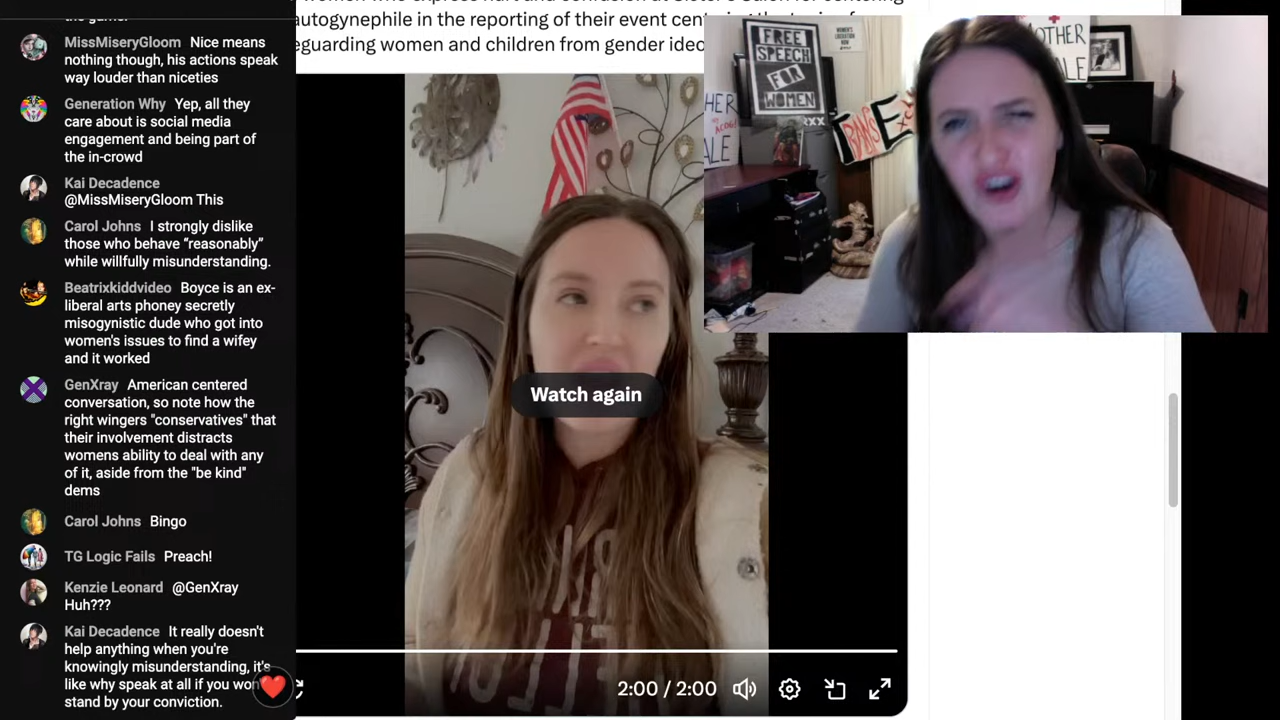 MissMiseryGloom Nice means
nothing though, his actions speak
way louder than niceties
Generation Why Yep, all they
care about is social media
engagement and being part of
the in-crowd
Kai Decadence
@MissMiseryGloom This
Carol Johns I strongly dislike
those who behave “reasonably”
while willfully misunderstanding.
Beatrixkiddvideo Boyce is an ex-
liberal arts phoney secretly
misogynistic dude who got into
women's issues to find a wifey
and it worked
GenXray American centered
conversation, so note how the
right wingers "conservatives" that
their involvement distracts
womens ability to deal with any
of it, aside from the "be kind"
dems
Carol Johns Bingo
TG Logic Fails Preach!
Kenzie Leonard @GenXray
Huh???
Kai Decadence It really doesn't
help anything when you're
knowingly misunderstanding, it's
like why speak at all if you won
stand by your conviction.
autogynephile in the reporting of their event
eguarding women and children from gender ideo
FREE
SPEECH
FOR
WOMEN
XX
HER
ALE
OTHER
ALE
TRANS
Watch again
2:00 / 2:00